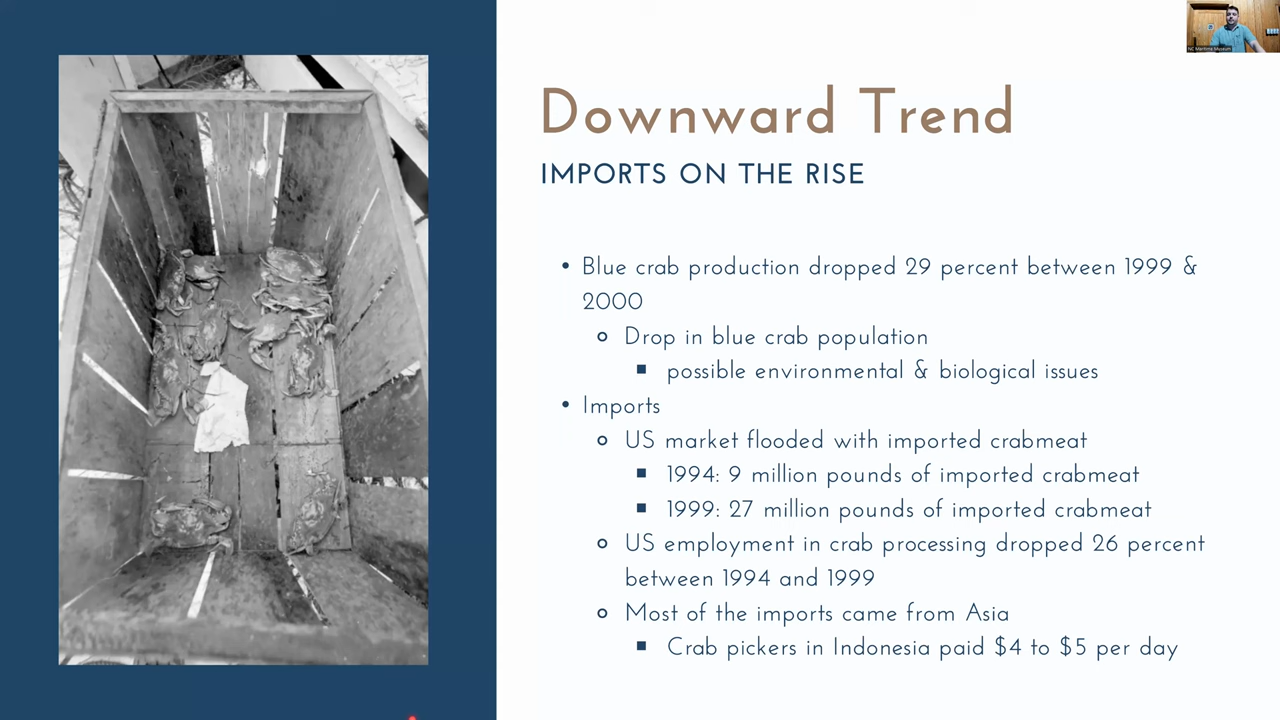 NC Maritime Museum
Downward Trend
IMPORTS ON THE RISE
• Blue crab production dropped 29 percent between 1999 &
2000
Drop in blue crab population
▪ possible environmental & biological issues
• Imports
US market flooded with imported crabmeat
▪ 1994: 9 million pounds of imported crabmeat
▪ 1999: 27 million pounds of imported crabmeat
US employment in crab processing dropped 26 percent
between 1994 and 1999
Most of the imports came from Asia
▪ Crab pickers in Indonesia paid $4 to $5 per day